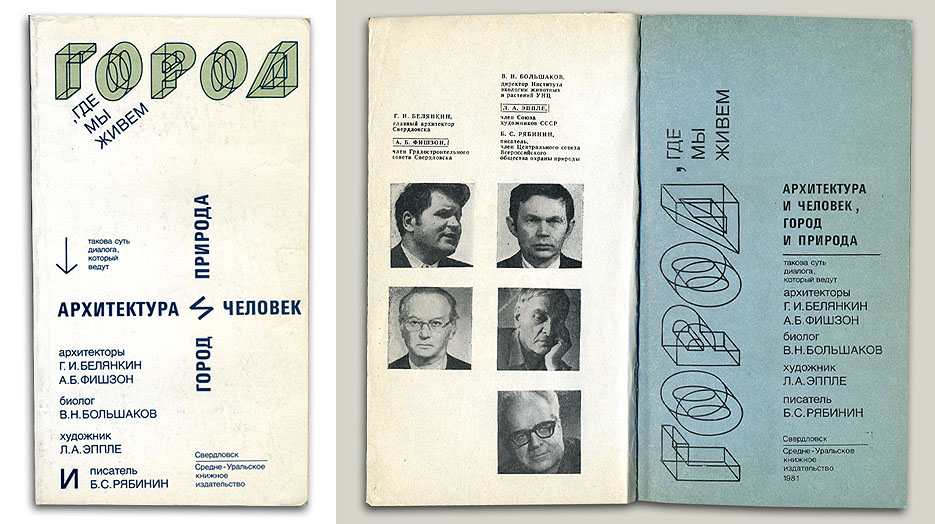 ГОРОД
, ГДЕ
МЫ
ЖИВЕМ
такова суть
диалога,
который
ведут
АРХИТЕКТУРА И ЧЕЛОВЕК
ГОРОД И ПРИРОДА
архитекторы
Г. И. БЕЛЯНКИН
А. Б. ФИШЗОН
биолог
В. Н. БОЛЬШАКОВ
художник
Л. А. ЭППЛЕ
И писатель
Б. С. РЯБИНИН
Свердловск
Средне-Уральское
книжное
издательство
Г. И. БЕЛЯНКИН,
главный архитектор
Свердловска
А. Б. ФИШЗОН,
член Градостроительного
совета Свердловска
В. Н. БОЛЬШАКОВ,
директор Института
экологии животных
и растений УНЦ
Л. А. ЭППЛЕ,
член Союза
художников СССР
Б. С. РЯБИНИН,
писатель,
член Центрального совета
Всероссийского
общества охраны природы
ГОРОД
, ГДЕ
МЫ
ЖИВЕМ
АРХИТЕКТУРА
И ЧЕЛОВЕК,
ГОРОД
И ПРИРОДА
такова суть
диалога,
который ведут
архитекторы
Г. И. БЕЛЯНКИН
А. Б. ФИШЗОН
биолог
В. Н. БОЛЬШАКОВ
художник
Л. А. ЭППЛЕ
писатель
Б. С. РЯБИНИН
Свердловск
Средне-Уральское
книжное
издательство
1981